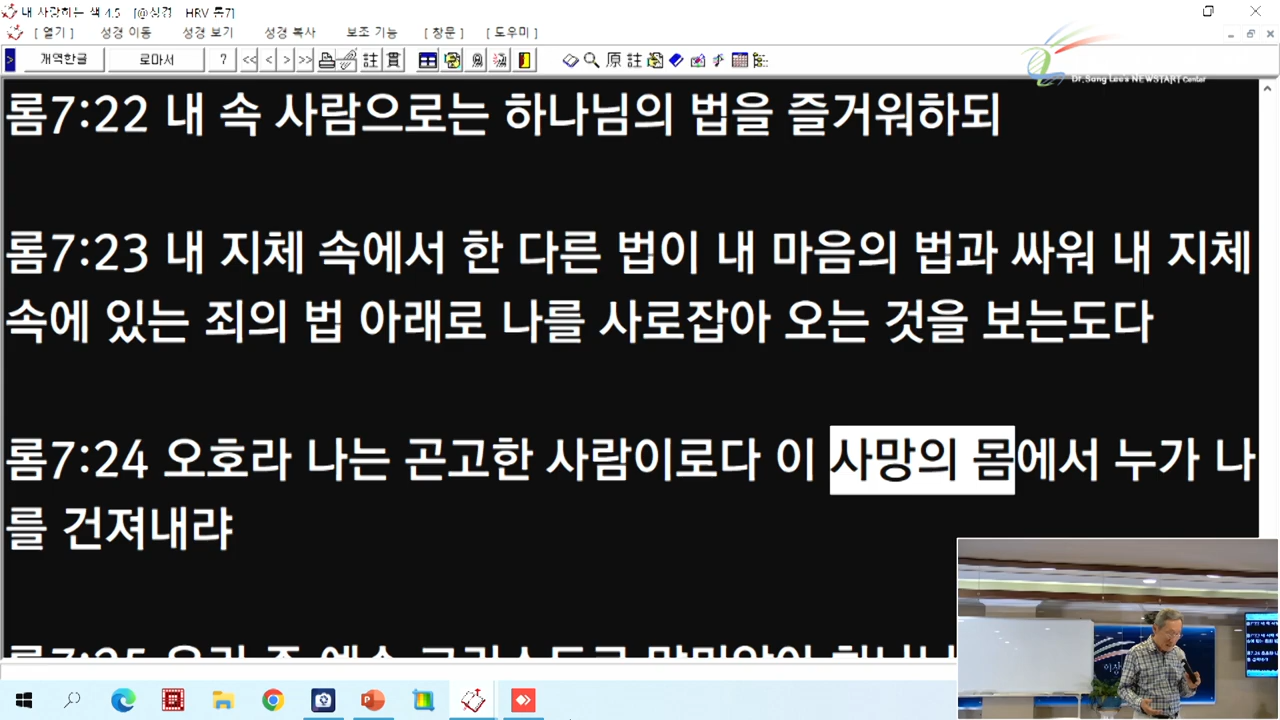 내 사랑하는 책 4.5 [@성경 HRV 롬7]
[ 열기 ] 성경 이동 성경 보기 성경 복사 보조 기능 [ 창문 ] [ 도우미 ]
개역한글 로마서 ? << < > >> 註 貫 原 註
Dr. Sang Lee's NEWSTART Center
롬7:22 내 속 사람으로는 하나님의 법을 즐거워하되
롬7:23 내 지체 속에서 한 다른 법이 내 마음의 법과 싸워 내 지체
속에 있는 죄의 법 아래로 나를 사로잡아 오는 것을 보는도다
롬7:24 오호라 나는 곤고한 사람이로다 이 사망의 몸에서 누가 나
를 건져내랴